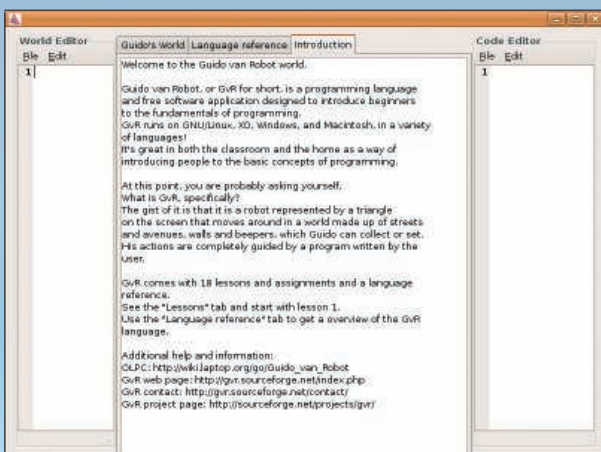 World Editor
File Edit
1
Guido's world
Language reference
Introduction
Welcome to the Guido van Robot world.
Guido van Robot, or GvR for short, is a programming language
and free software application designed to introduce beginners
to the fundamentals of programming.
GvR runs on GNU/Linux, XO, Windows, and Macintosh, in a variety
of languages!
It's great in both the classroom and the home as a way of
introducing people to the basic concepts of programming.
At this point, you are probably asking yourself,
What is GvR, specifically?
The gist of it is that it is a robot represented by a triangle
on the screen that moves around in a world made up of streets
and avenues, walls and beepers, which Guido can collect or set.
His actions are completely guided by a program written by the
user.
GvR comes with 18 lessons and assignments and a language
reference.
See the "Lessons" tab and start with lesson 1.
Use the "Language reference" tab to get a overview of the GvR
language.
Additional help and information:
OLPC: http://wiki.laptop.org/go/Guido_van_Robot
GvR web page: http://gvr.sourceforge.net/index.php
GvR contact: http://gvr.sourceforge.net/contact/
GvR project page: http://sourceforge.net/projects/gvr/
Code Editor
File Edit
1